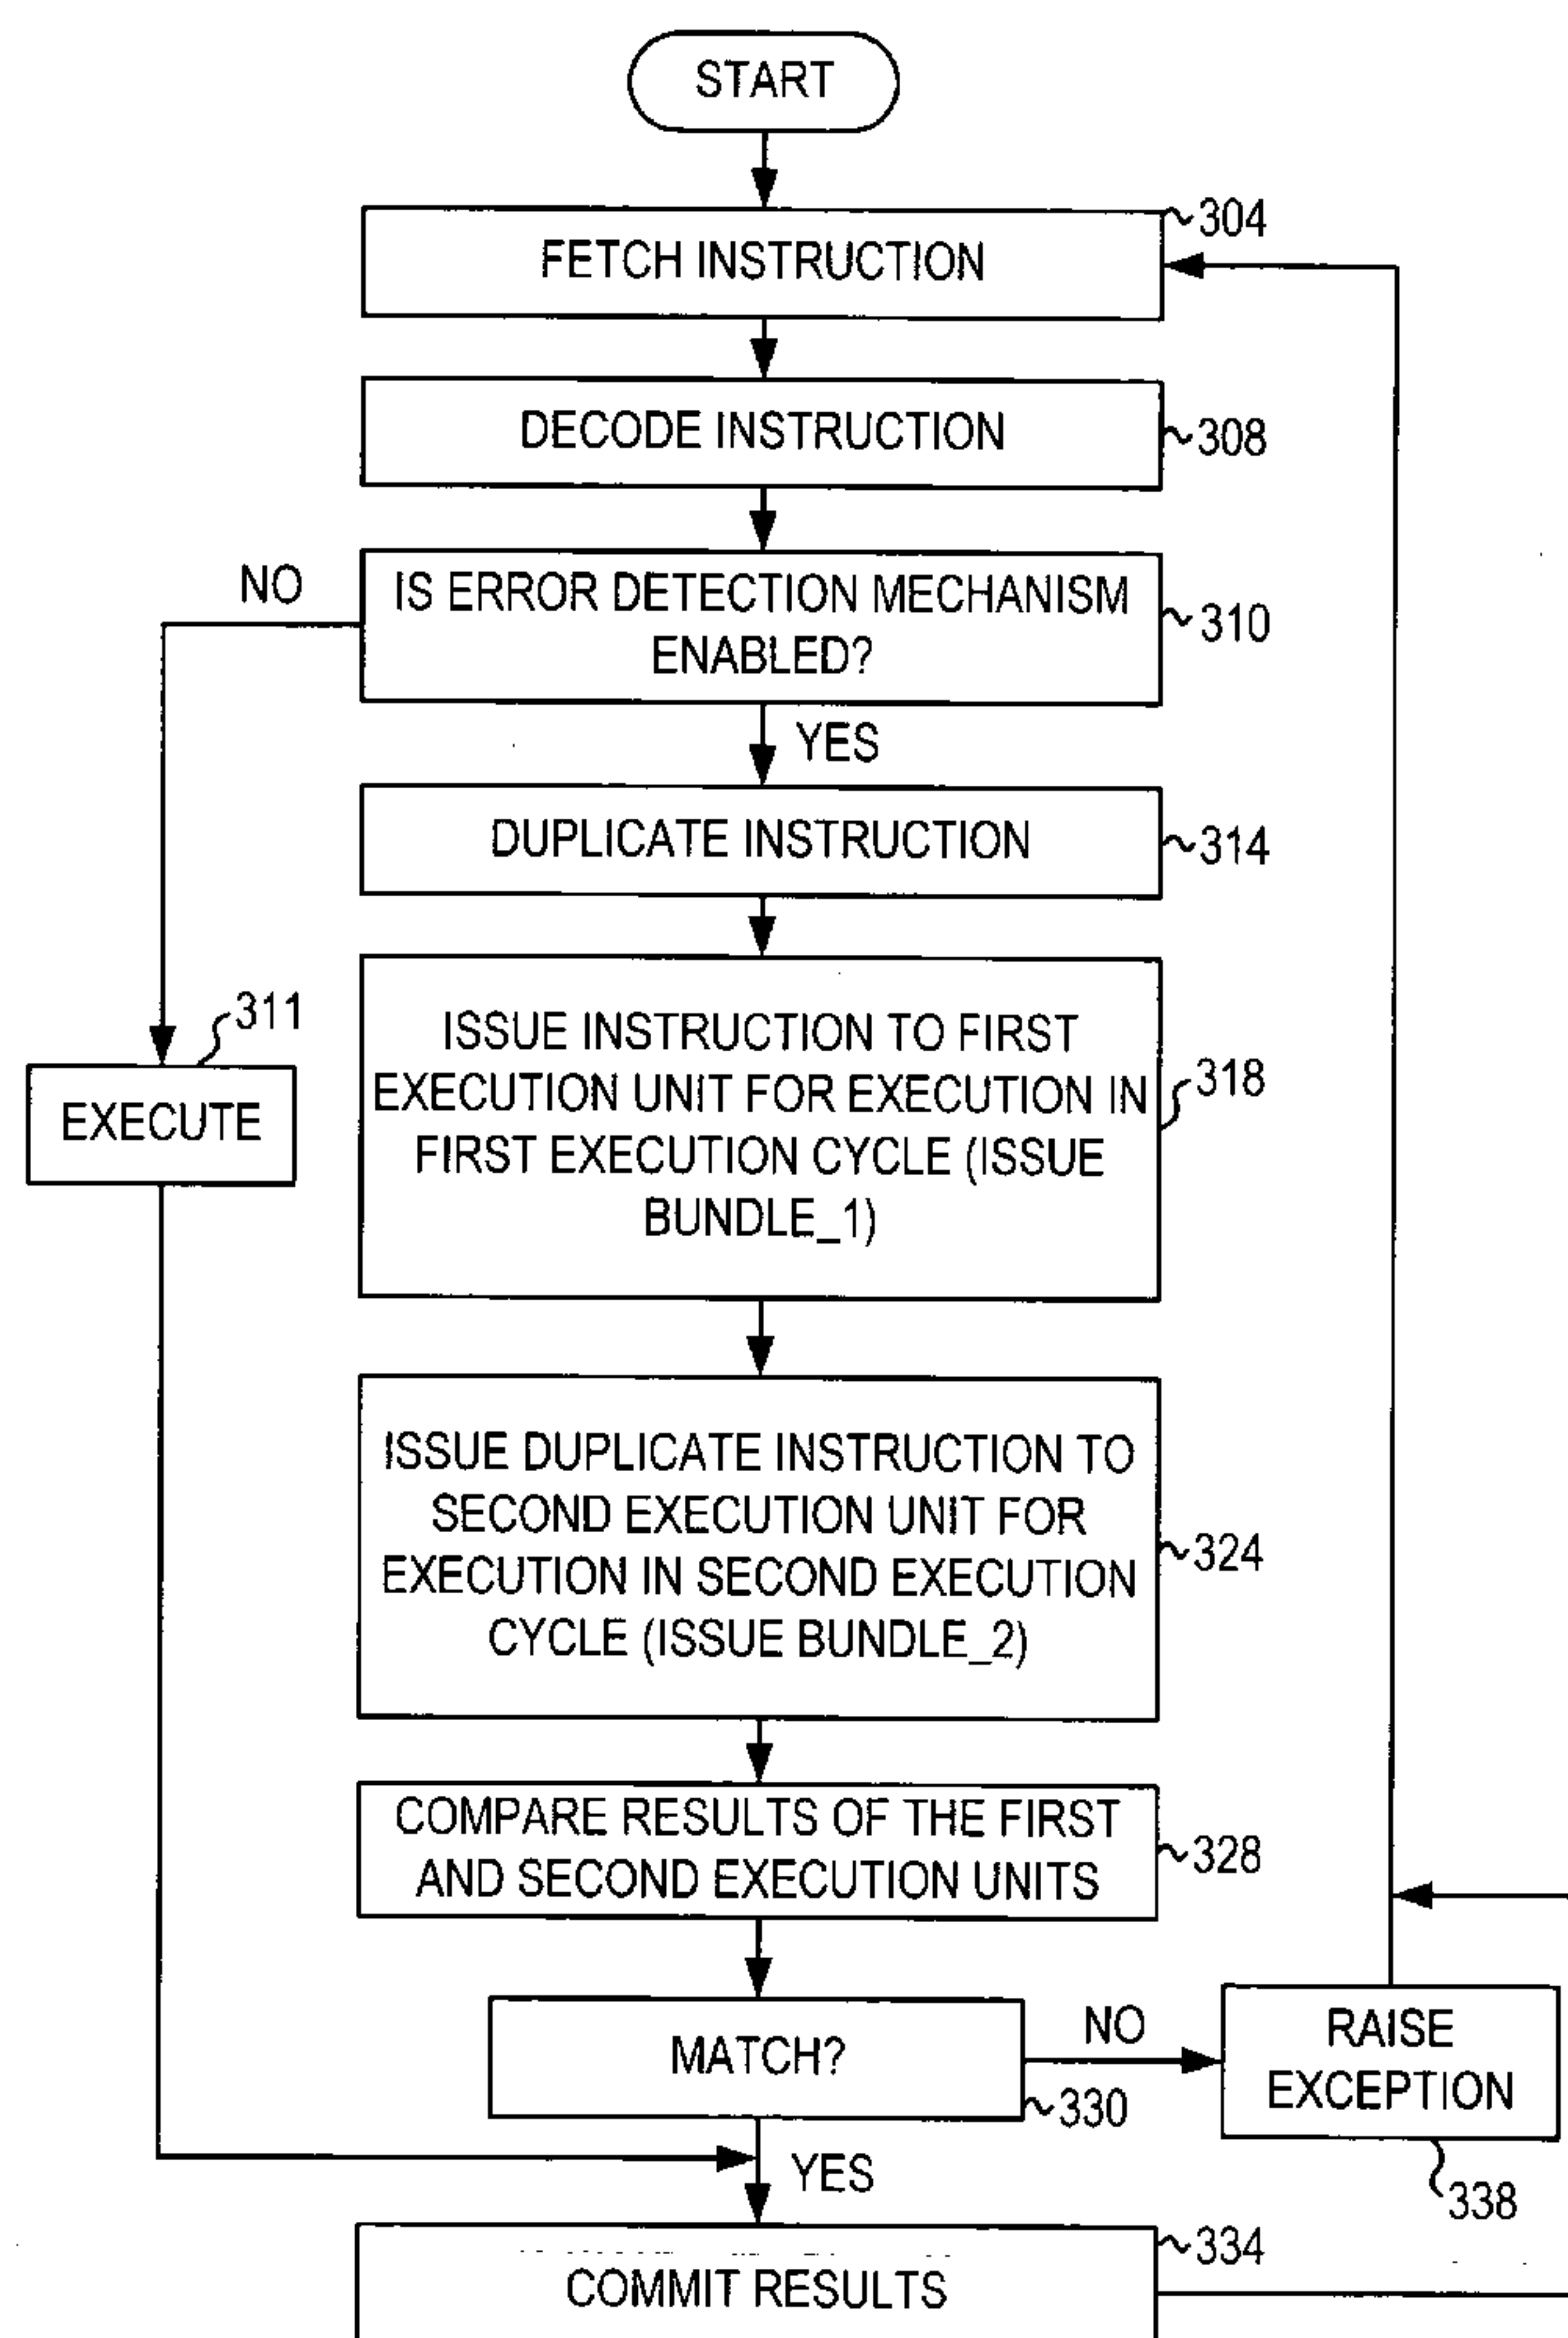 START
FETCH INSTRUCTION
304
DECODE INSTRUCTION
308
NO
IS ERROR DETECTION MECHANISM
ENABLED?
310
YES
DUPLICATE INSTRUCTION
314
311
EXECUTE
ISSUE INSTRUCTION TO FIRST
EXECUTION UNIT FOR EXECUTION IN
FIRST EXECUTION CYCLE (ISSUE
BUNDLE_1)
318
ISSUE DUPLICATE INSTRUCTION TO
SECOND EXECUTION UNIT FOR
EXECUTION IN SECOND EXECUTION
CYCLE (ISSUE BUNDLE_2)
324
COMPARE RESULTS OF THE FIRST
AND SECOND EXECUTION UNITS
328
MATCH?
330
NO
RAISE
EXCEPTION
338
YES
COMMIT RESULTS
334